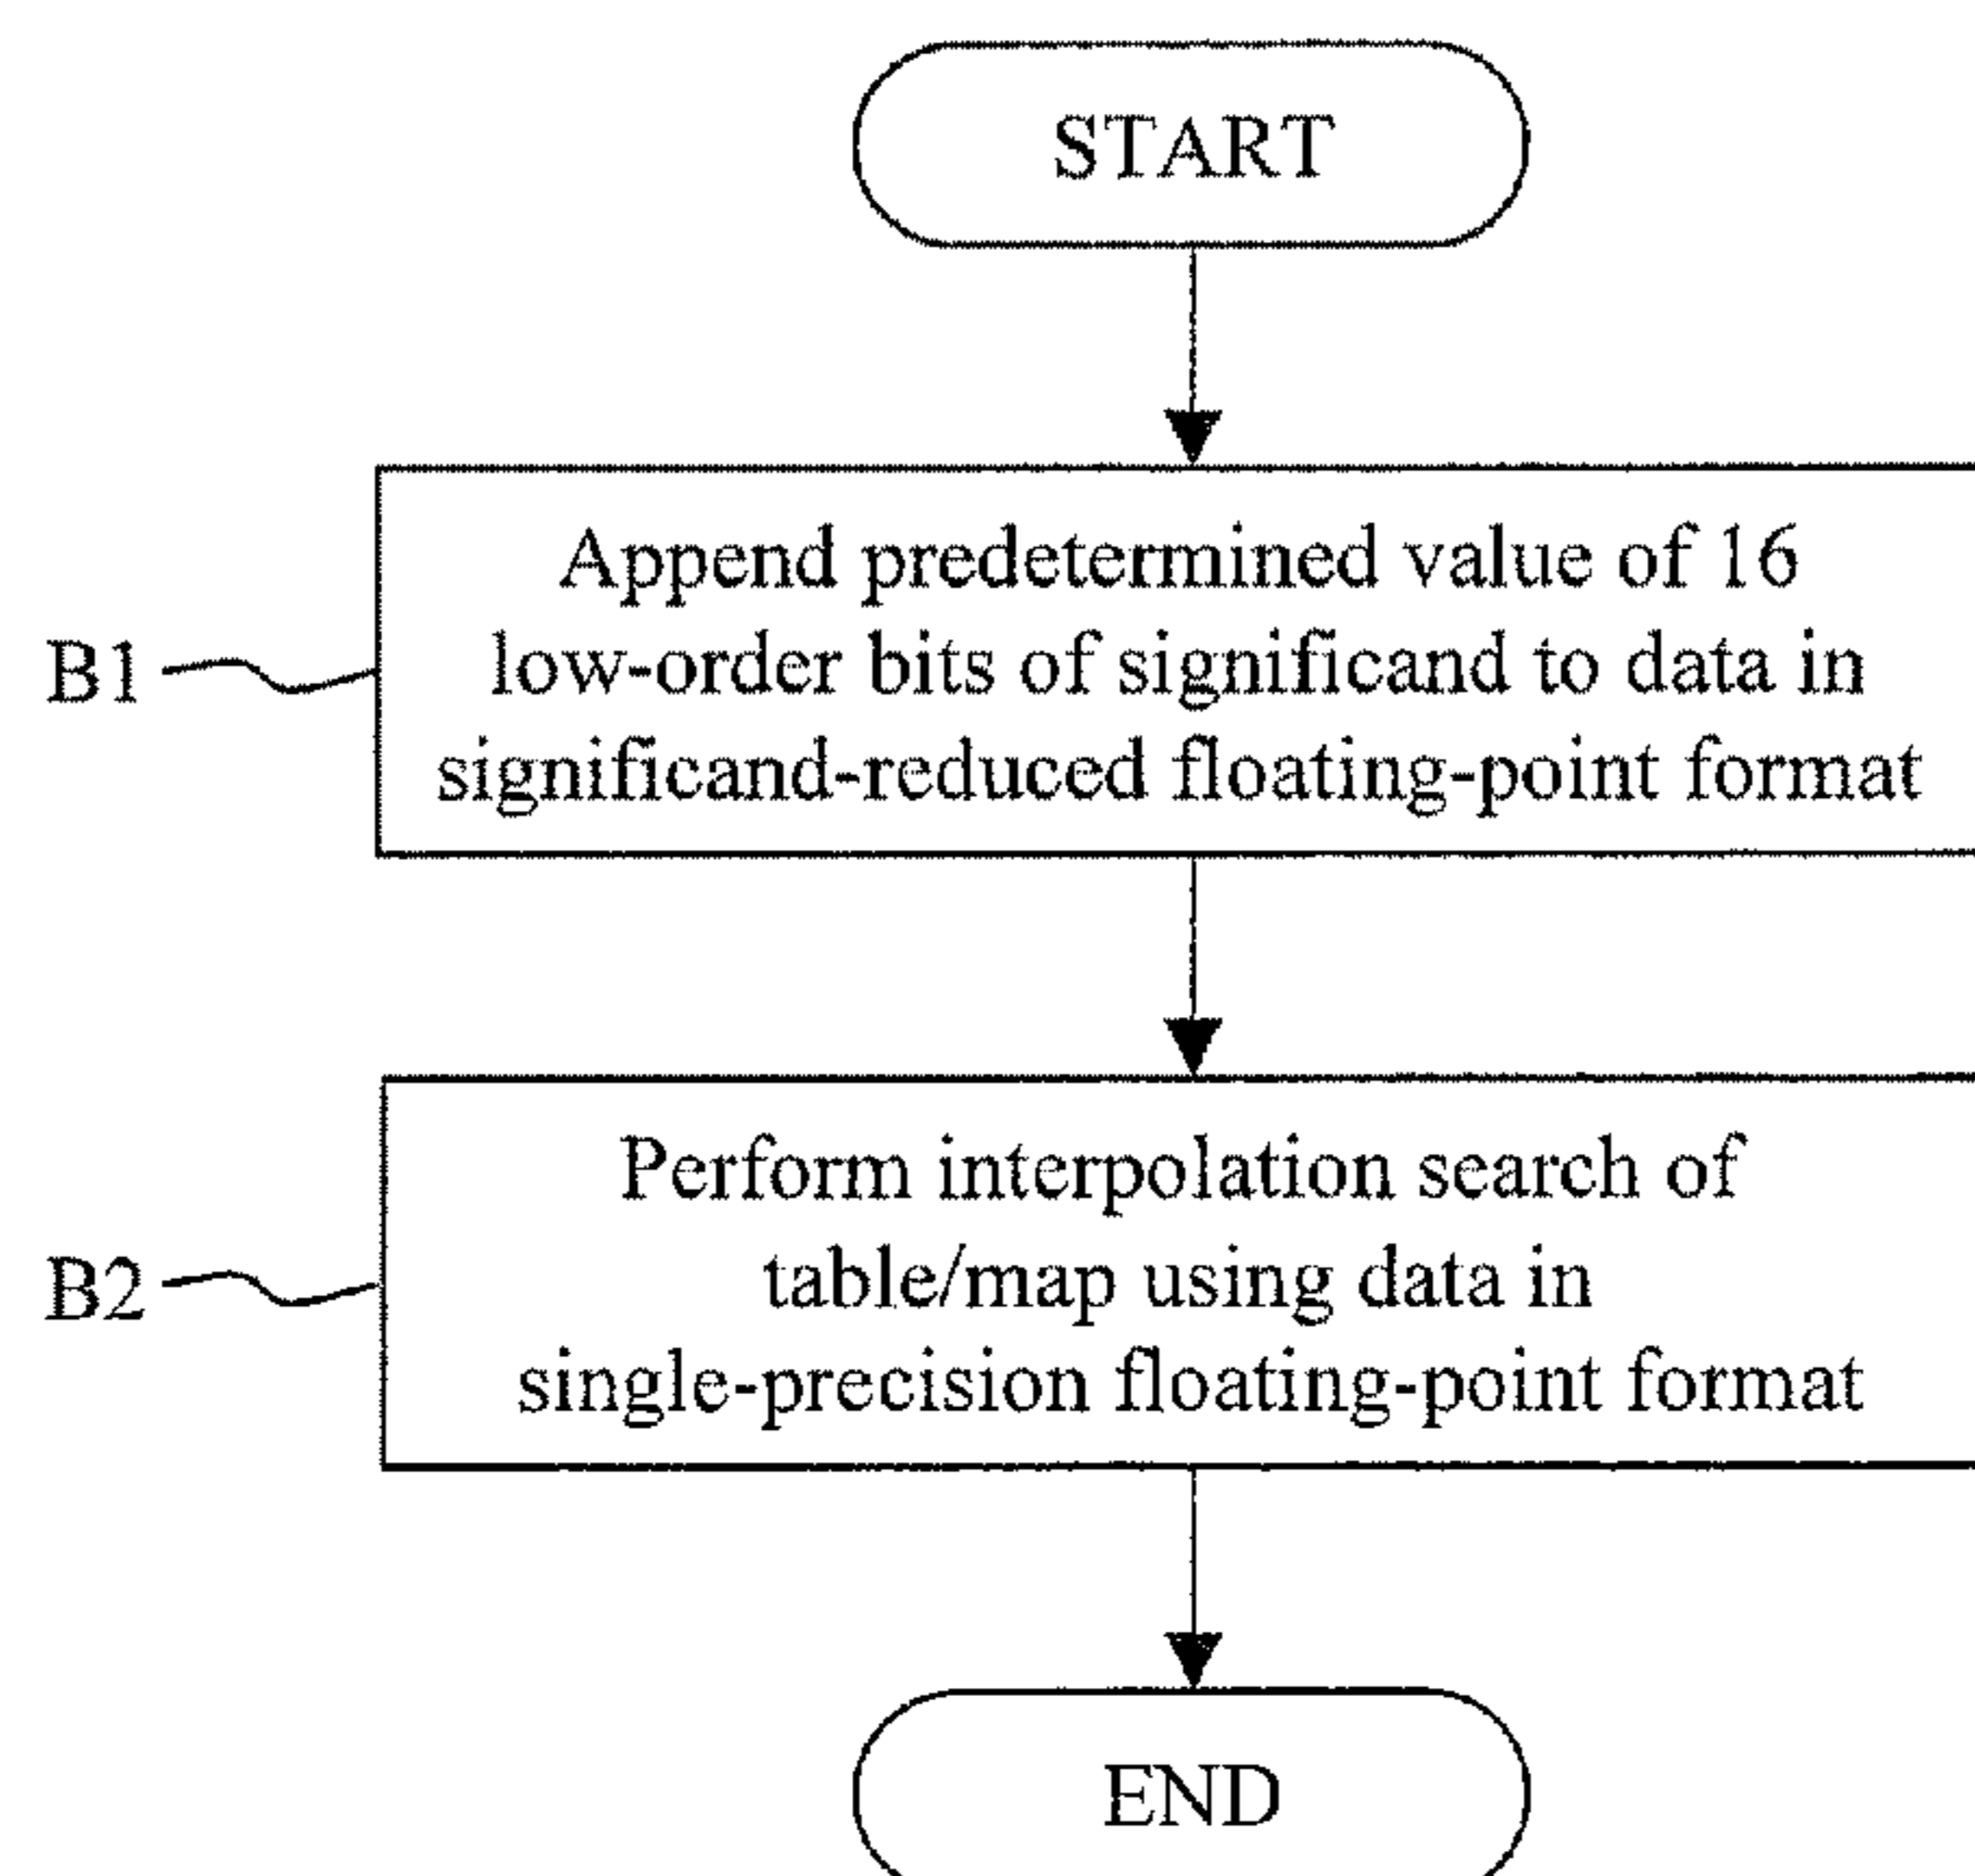 START
Append predetermined value of 16
low-order bits of significand to data in
significand-reduced floating-point format
B1
Perform interpolation search of
table/map using data in
single-precision floating-point format
B2
END